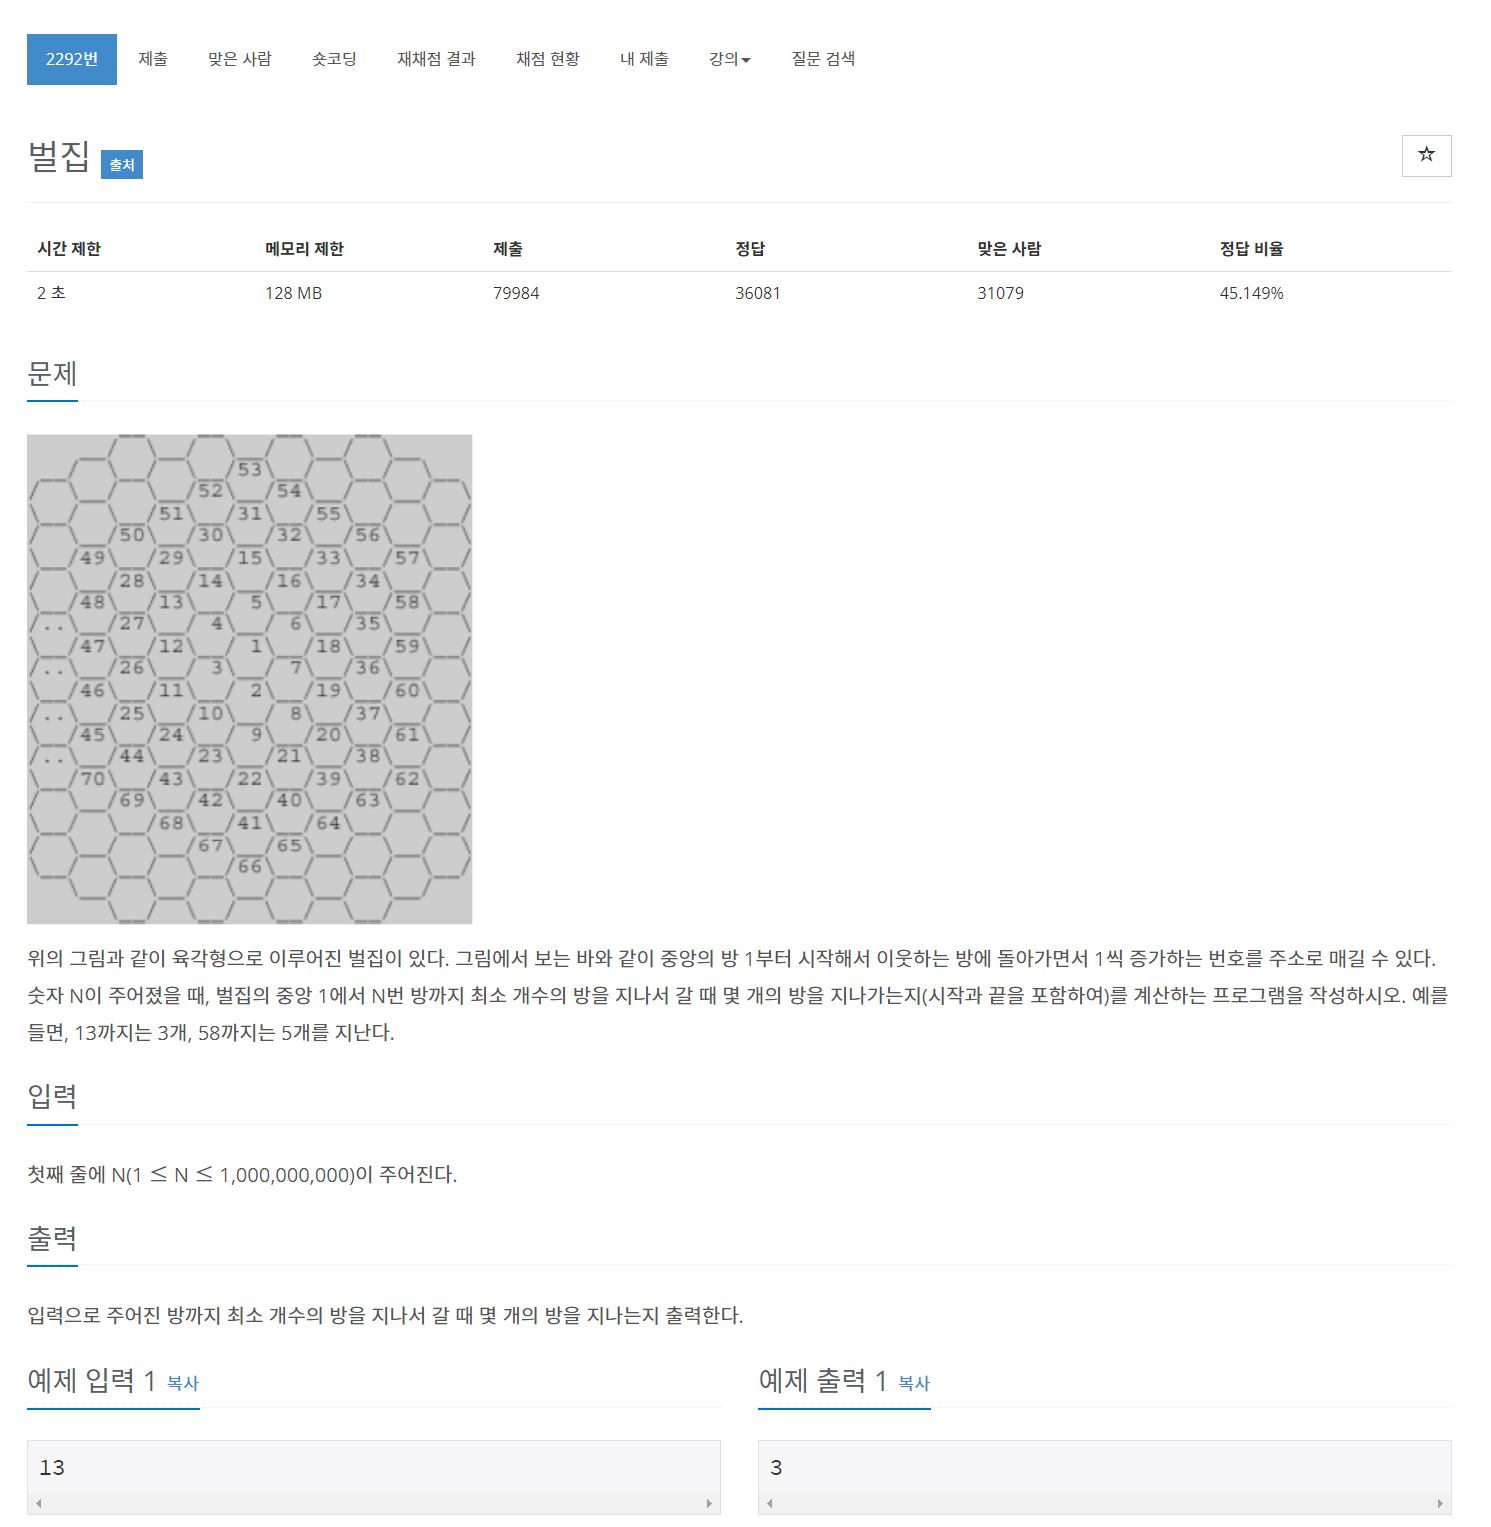 2292번 제출 맞은 사람 숏코딩 재채점 결과 채점 현황 내 제출 강의 질문 검색
벌집 출처
시간 제한 메모리 제한 제출 정답 맞은 사람 정답 비율
2 초 128 MB 79984 36081 31079 45.149%
문제
53
52 54
51 31 55
50 30 32 56
49 29 15 33 57
28 14 16 34
48 13 5 17 58
.. 27 4 6 35
47 12 1 18 59
.. 26 3 7 36
46 11 2 19 60
.. 25 10 8 37
45 24 9 20 61
.. 44 23 21 38
70 43 22 39 62
69 42 40 63
68 41 64
67 65
66
위의 그림과 같이 육각형으로 이루어진 벌집이 있다. 그림에서 보는 바와 같이 중앙의 방 1부터 시작해서 이웃하는 방에 돌아가면서 1씩 증가하는 번호를 주소로 매길 수 있다.
숫자 N이 주어졌을 때, 벌집의 중앙 1에서 N번 방까지 최소 개수의 방을 지나서 갈 때 몇 개의 방을 지나가는지(시작과 끝을 포함하여)를 계산하는 프로그램을 작성하시오. 예를
들면, 13까지는 3개, 58까지는 5개를 지난다.
입력
첫째 줄에 N(1 ≤ N ≤ 1,000,000,000)이 주어진다.
출력
입력으로 주어진 방까지 최소 개수의 방을 지나서 갈 때 몇 개의 방을 지나는지 출력한다.
예제 입력 1 복사
예제 출력 1 복사
13
3